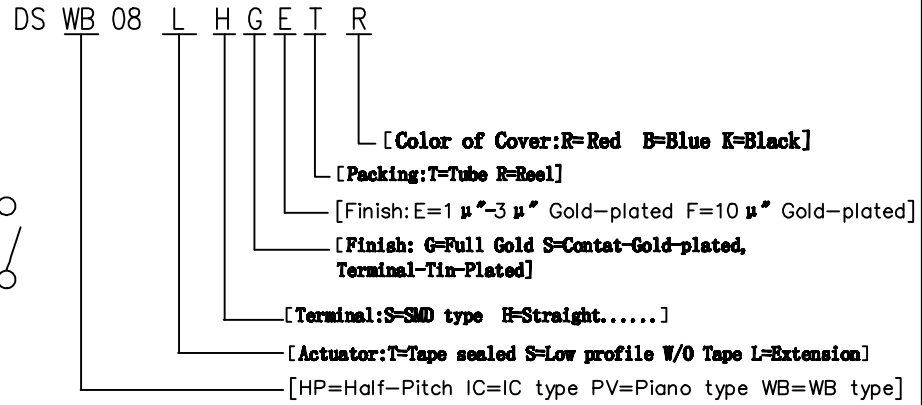 DS WB 08 L H G E T R
[Color of Cover:R=Red B=Blue K=Black]
[Packing:T=Tube R=Reel]
[Finish:E=1 μ"-3 μ" Gold-plated F=10 μ" Gold-plated]
[Finish: G=Full Gold S=Contat-Gold-plated,
Terminal-Tin-Plated]
[Terminal:S=SMD type H=Straight......]
[Actuator:T=Tape sealed S=Low profile W/O Tape L=Extension]
[HP=Half-Pitch IC=IC type PV=Piano type WB=WB type]